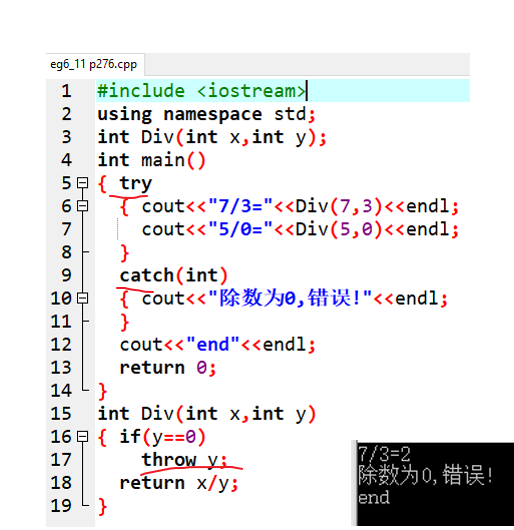 eg6_11 p276.cpp
1 #include <iostream>
2 using namespace std;
3 int Div(int x,int y);
4 int main()
5 { try
6 { cout<<"7/3="<<Div(7,3)<<endl;
7 cout<<"5/0="<<Div(5,0)<<endl;
8 }
9 catch(int)
10 { cout<<"除数为0,错误!"<<endl;
11 }
12 cout<<"end"<<endl;
13 return 0;
14 }
15 int Div(int x,int y)
16 { if(y==0)
17 throw y;
18 return x/y;
19 }
7/3=2
除数为0,错误!
end